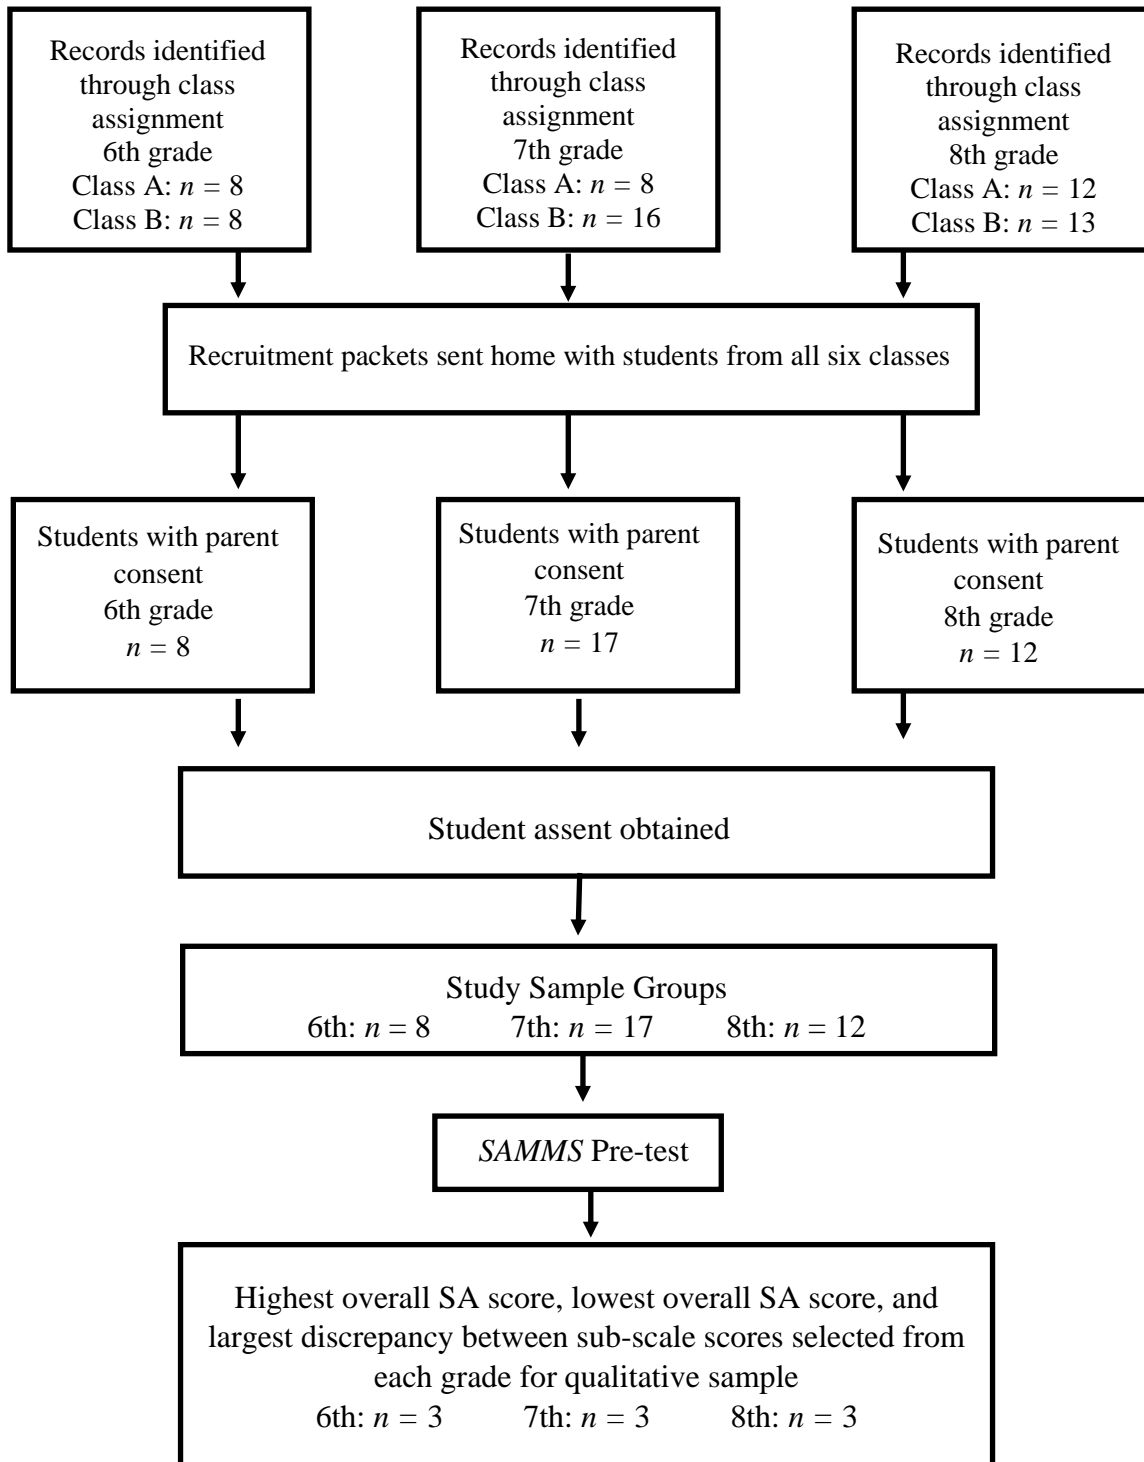 Records identified
through class
assignment
6th grade
Class A: n = 8
Class B: n = 8
Records identified
through class
assignment
7th grade
Class A: n = 8
Class B: n = 16
Records identified
through class
assignment
8th grade
Class A: n = 12
Class B: n = 13
Recruitment packets sent home with students from all six classes
Students with parent
consent
6th grade
n = 8
Students with parent
consent
7th grade
n = 17
Students with parent
consent
8th grade
n = 12
Student assent obtained
Study Sample Groups
6th: n = 8 7th: n = 17 8th: n = 12
SAMMS Pre-test
Highest overall SA score, lowest overall SA score, and
largest discrepancy between sub-scale scores selected from
each grade for qualitative sample
6th: n = 3 7th: n = 3 8th: n = 3